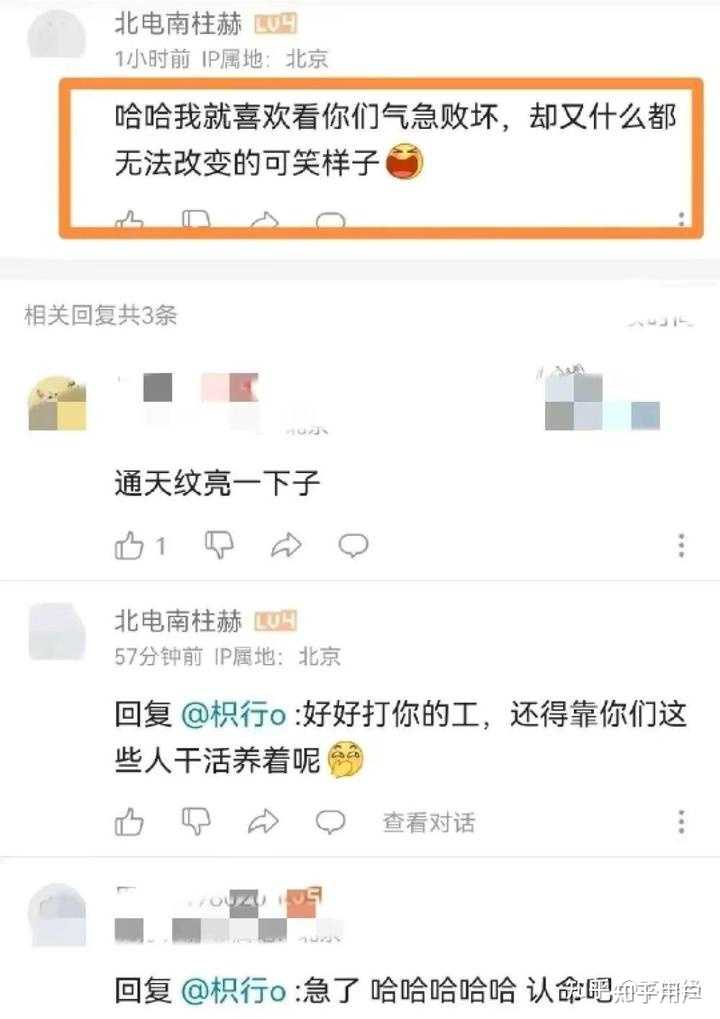 北电南柱赫 LV4
1小时前 IP属地：北京
哈哈我就喜欢看你们气急败坏，却又什么都
无法改变的可笑样子
相关回复共3条
通天纹亮一下子
1
北电南柱赫 LV4
57分钟前 IP属地：北京
回复 @枳行o :好好打你的工，还得靠你们这
些人干活养着呢
查看对话
回复 @枳行o :急了 哈哈哈哈哈 认命吧
知乎用户